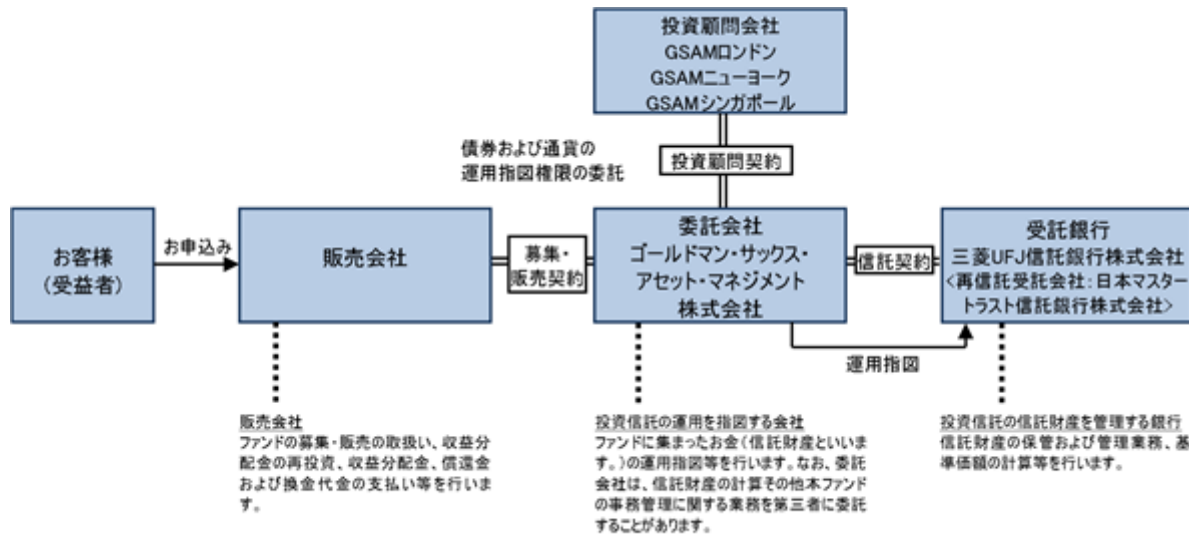 投資顧問会社
GSAMロンドン
GSAMニューヨーク
GSAMシンガポール
債券および通貨の
運用指図権限の委託
投資顧問契約
お客様
(受益者)
お申込み
販売会社
募集・
販売契約
委託会社
ゴールドマン・サックス・
アセット・マネジメント
株式会社
信託契約
受託銀行
三菱UFJ信託銀行株式会社
<再信託受託会社:日本マスター
トラスト信託銀行株式会社>
運用指図
販売会社
ファンドの募集・販売の取扱い、収益分
配金の再投資、収益分配金、償還金
および換金代金の支払い等を行いま
す。
投資信託の運用を指図する会社
ファンドに集まったお金(信託財産といいま
す。)の運用指図等を行います。なお、委託
会社は、信託財産の計算その他本ファンド
の事務管理に関する業務を第三者に委託
することがあります。
投資信託の信託財産を管理する銀行
信託財産の保管および管理業務、基
準価額の計算等を行います。